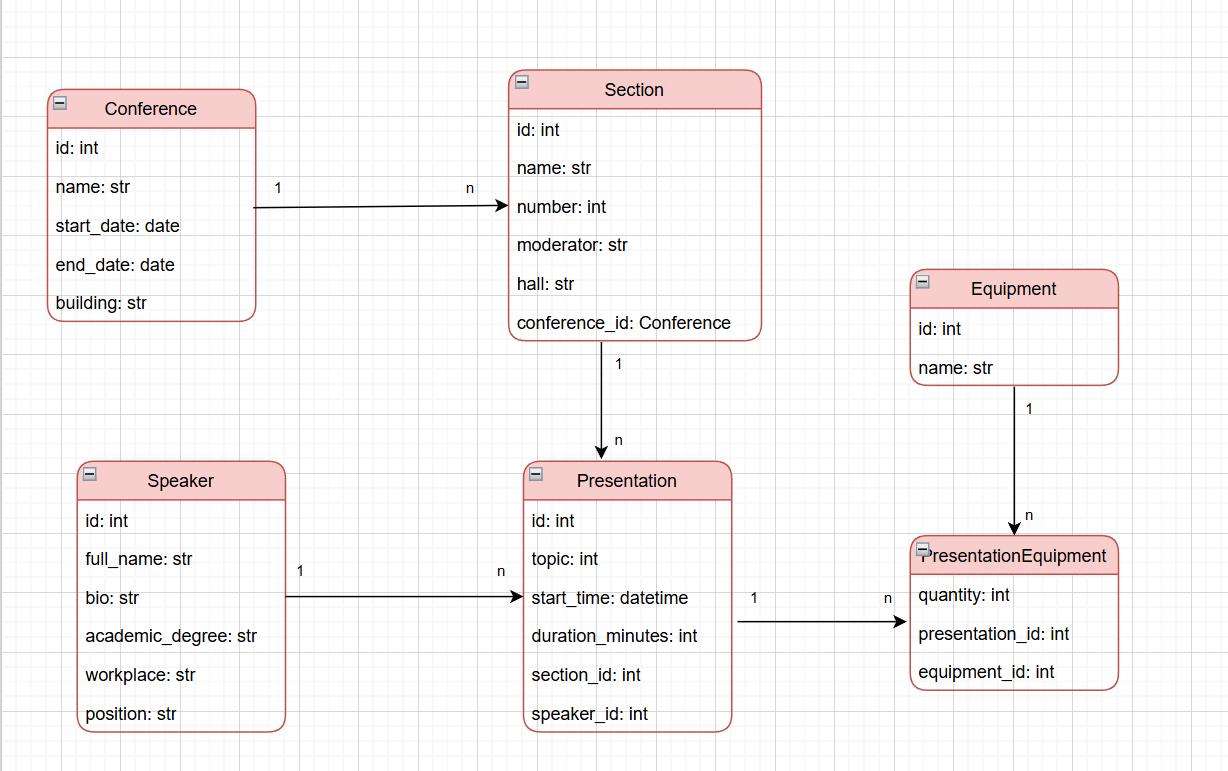 Conference
id: int
name: str
start_date: date
end_date: date
building: str
1
n
Section
id: int
name: str
number: int
moderator: str
hall: str
conference_id: Conference
1
n
Equipment
id: int
name: str
1
n
Speaker
id: int
full_name: str
bio: str
academic_degree: str
workplace: str
position: str
1
n
Presentation
id: int
topic: int
start_time: datetime
duration_minutes: int
section_id: int
speaker_id: int
1
n
PresentationEquipment
quantity: int
presentation_id: int
equipment_id: int